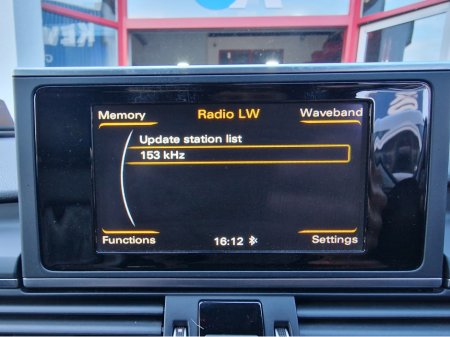 Memory Radio LW Waveband
Update station list
153 kHz
Functions 16:12 Settings